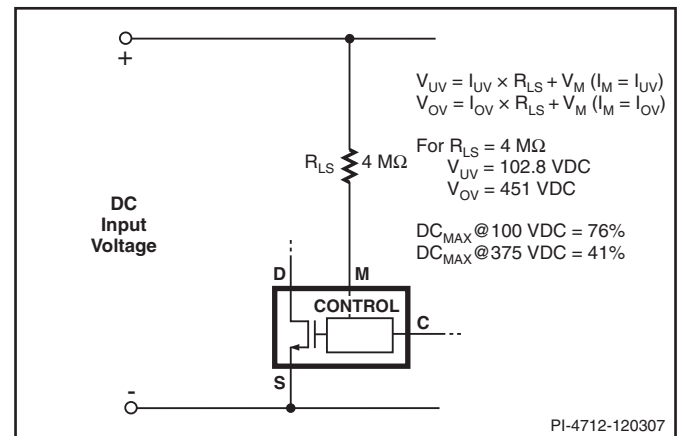 +
V_UV = I_UV × R_LS + V_M (I_M = I_UV)
V_OV = I_OV × R_LS + V_M (I_M = I_OV)
For R_LS = 4 MΩ
V_UV = 102.8 VDC
V_OV = 451 VDC
DC_MAX@100 VDC = 76%
DC_MAX@375 VDC = 41%
R_LS 4 MΩ
DC
Input
Voltage
D M
CONTROL
C
S
-
PI-4712-120307